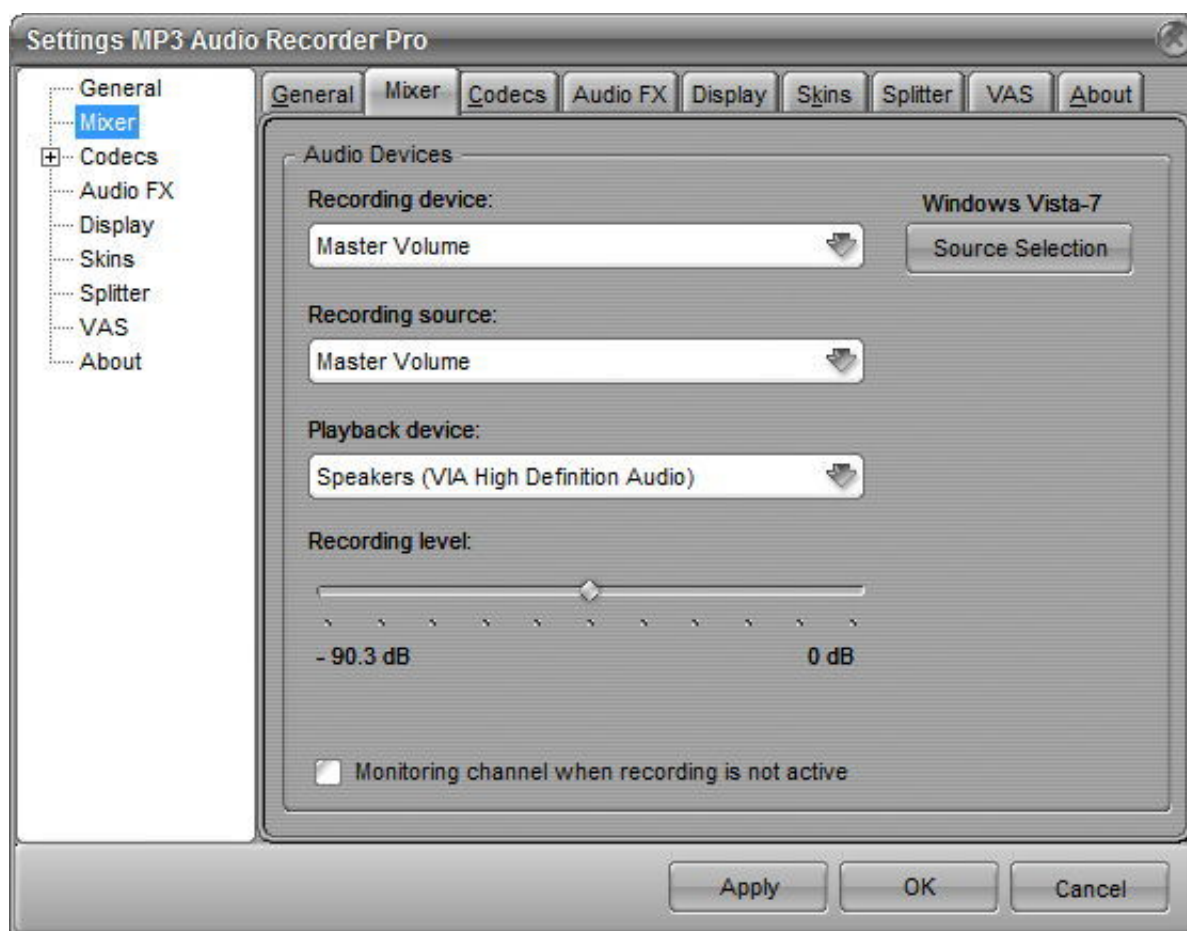 Settings MP3 Audio Recorder Pro
General
Mixer
Codecs
Audio FX
Display
Skins
Splitter
VAS
About
General Mixer Codecs Audio FX Display Skins Splitter VAS About
Audio Devices
Recording device:
Windows Vista-7
Master Volume
Source Selection
Recording source:
Master Volume
Playback device:
Speakers (VIA High Definition Audio)
Recording level:
- 90.3 dB 0 dB
Monitoring channel when recording is not active
Apply OK Cancel